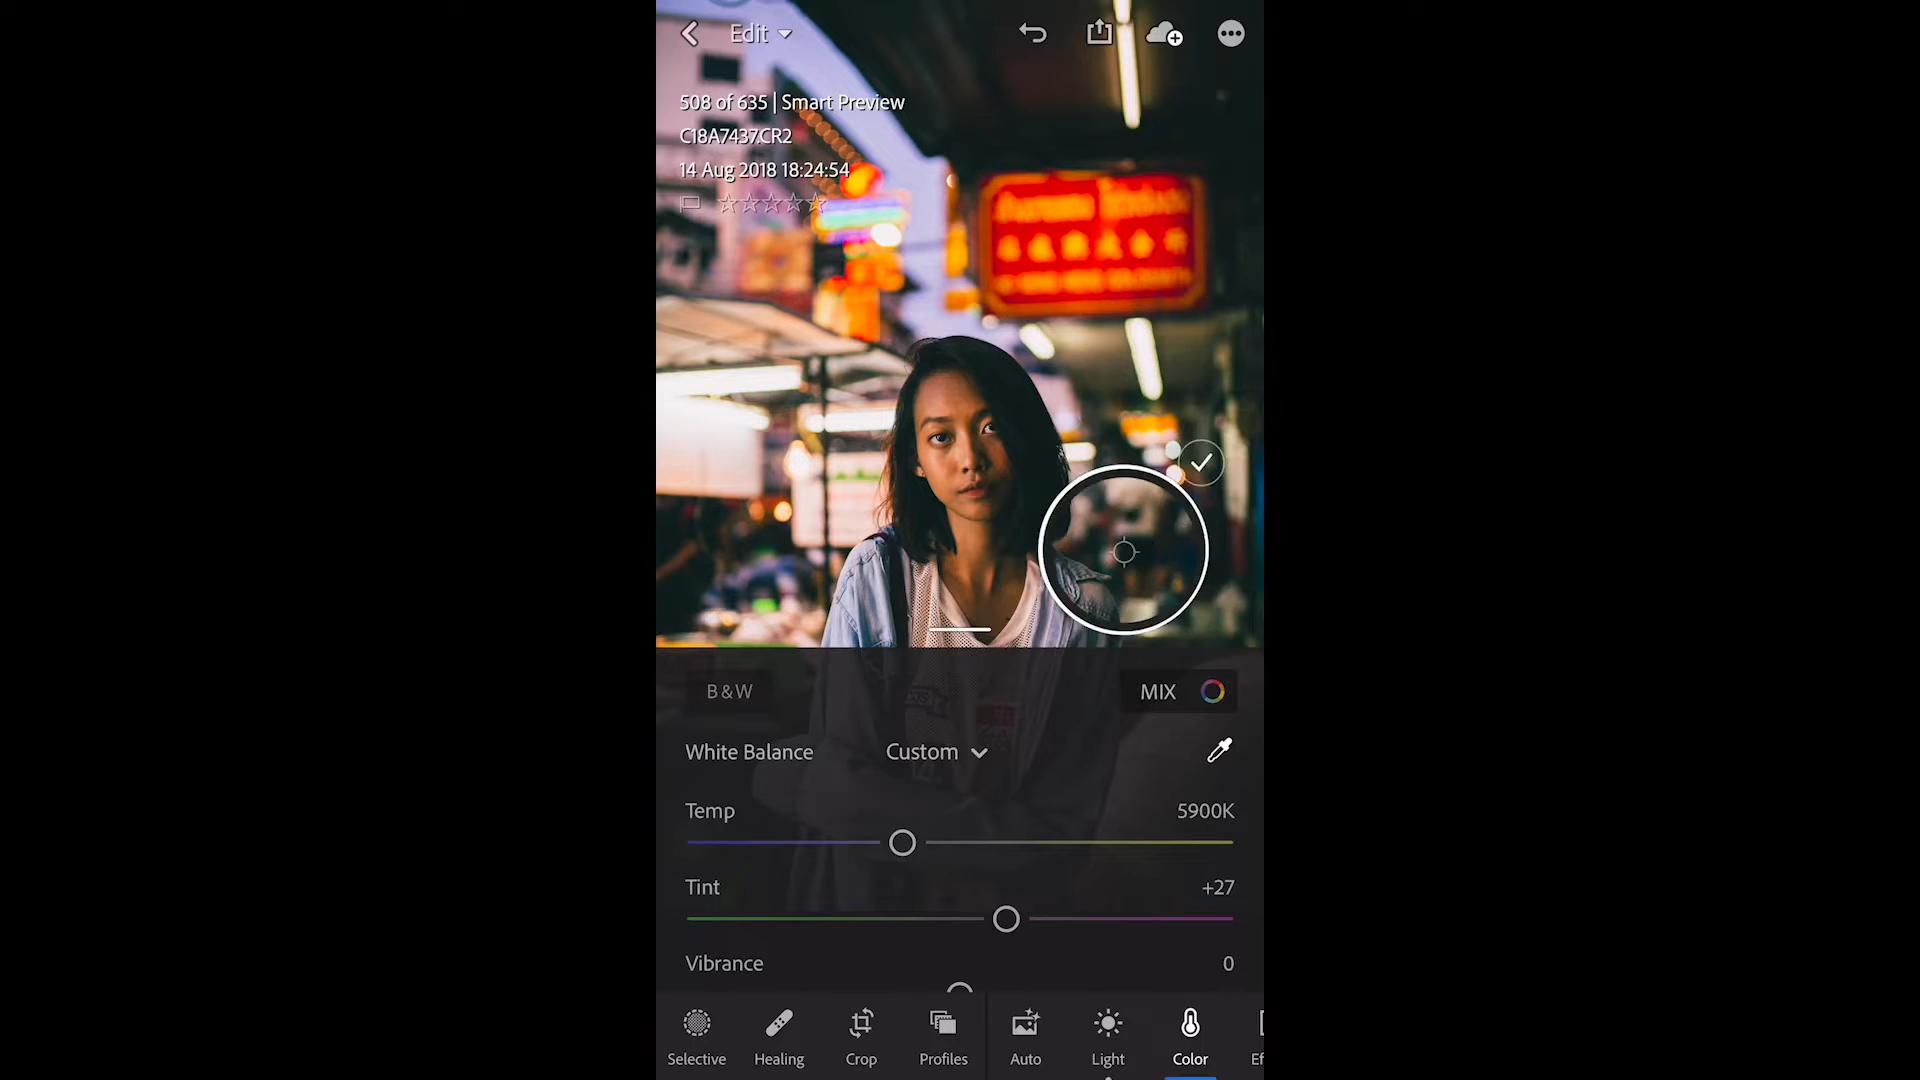 Edit
508 of 635 | Smart Preview
C18A7437.CR2
14 Aug 2018 18:24:54
B & W
MIX
White Balance
Custom
Temp
5900K
Tint
+27
Vibrance
0
Selective
Healing
Crop
Profiles
Auto
Light
Color